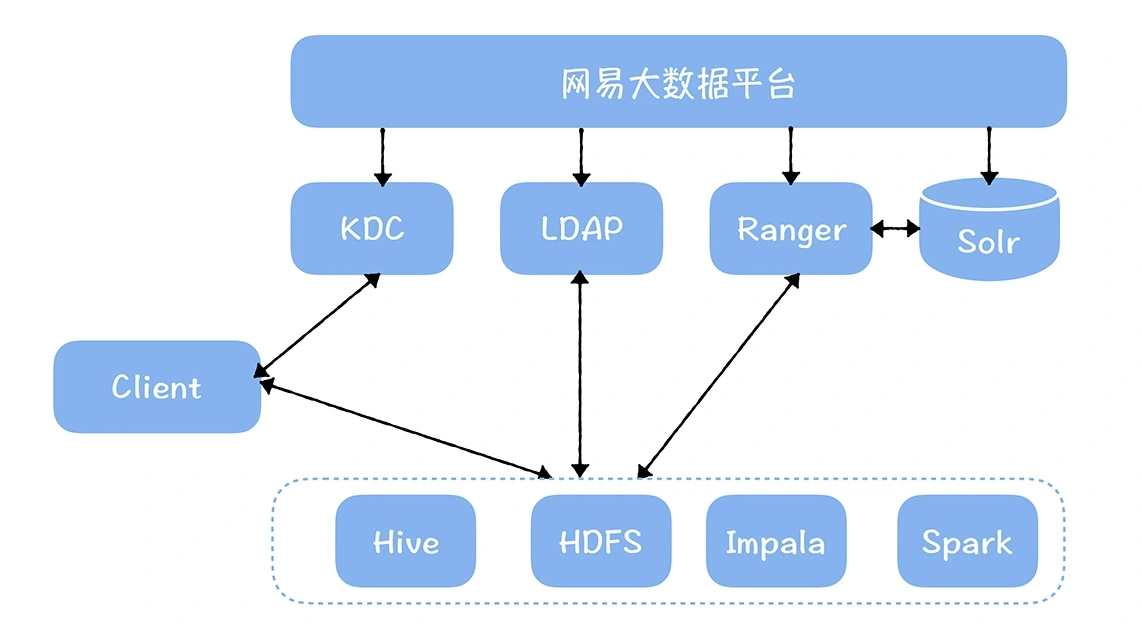 网易大数据平台
KDC
LDAP
Ranger
Solr
Client
Hive
HDFS
Impala
Spark